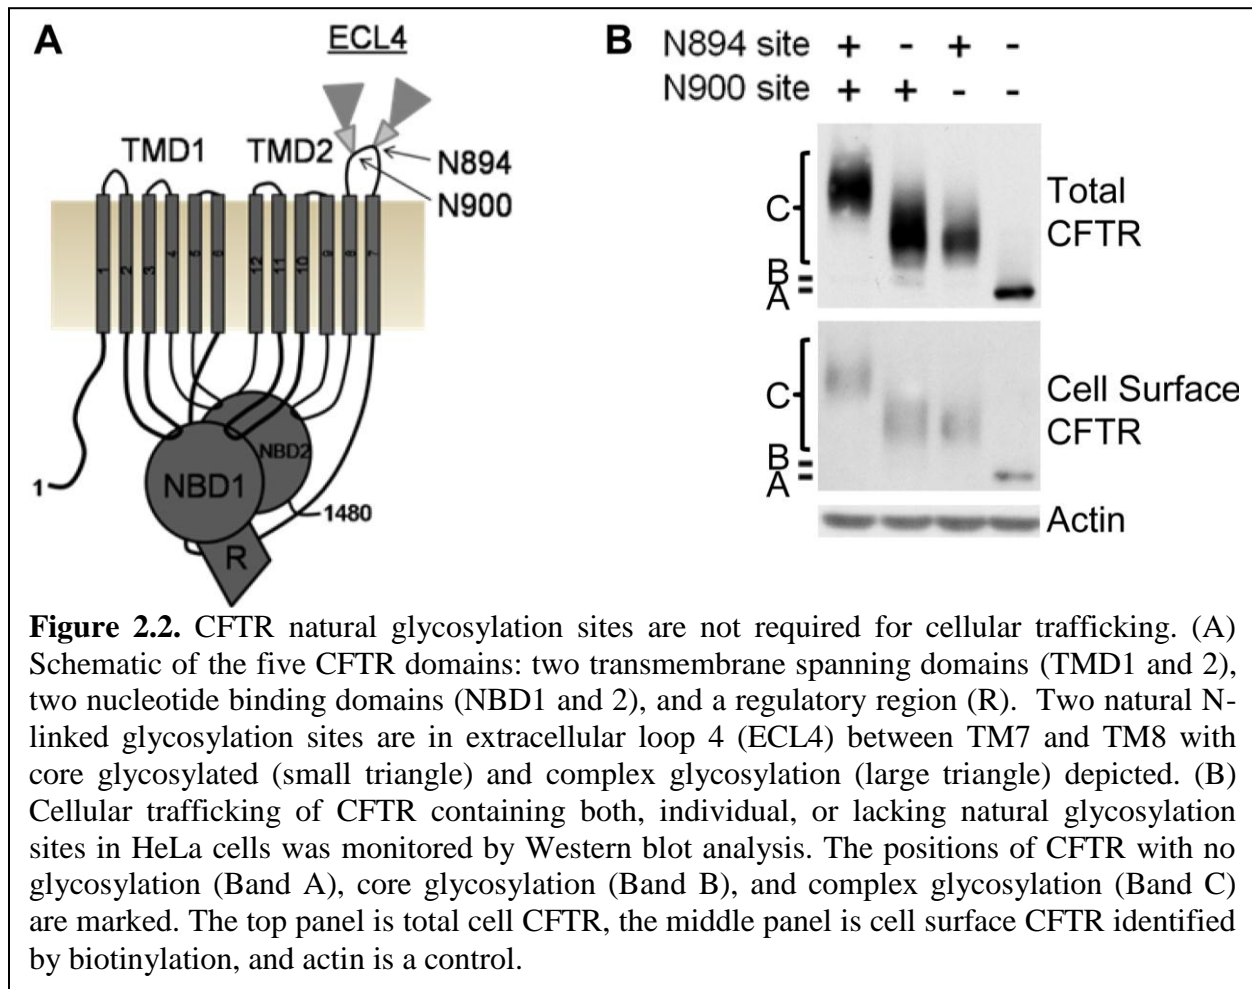 A
ECL4
TMD1
TMD2
N894
N900
1
2
3
4
5
6
12
11
10
9
8
7
NBD1
NBD2
R
1
1480
B
N894 site + - + -
N900 site + + - -
C
B
A
Total
CFTR
C
B
A
Cell Surface
CFTR
Actin
Figure 2.2. CFTR natural glycosylation sites are not required for cellular trafficking. (A)
Schematic of the five CFTR domains: two transmembrane spanning domains (TMD1 and 2),
two nucleotide binding domains (NBD1 and 2), and a regulatory region (R). Two natural N-
linked glycosylation sites are in extracellular loop 4 (ECL4) between TM7 and TM8 with
core glycosylated (small triangle) and complex glycosylation (large triangle) depicted. (B)
Cellular trafficking of CFTR containing both, individual, or lacking natural glycosylation
sites in HeLa cells was monitored by Western blot analysis. The positions of CFTR with no
glycosylation (Band A), core glycosylation (Band B), and complex glycosylation (Band C)
are marked. The top panel is total cell CFTR, the middle panel is cell surface CFTR identified
by biotinylation, and actin is a control.